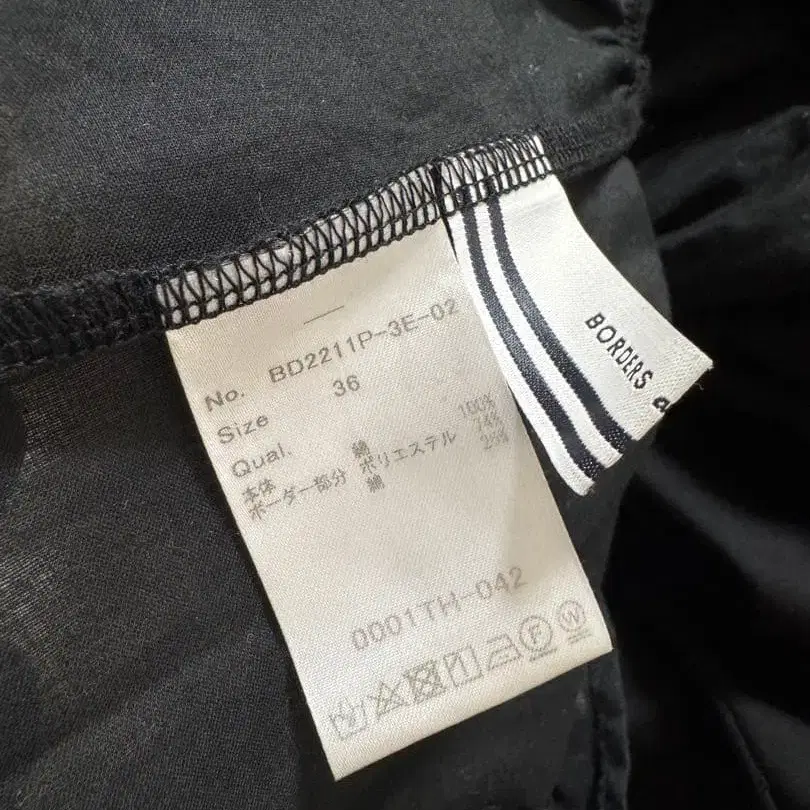 No. BD2211P-3E-02
Size 36
Qual.
本体 綿 100%
ボーダー部分 ポリエステル 74%
綿 26%
0001TH-042
F W
BORDERS